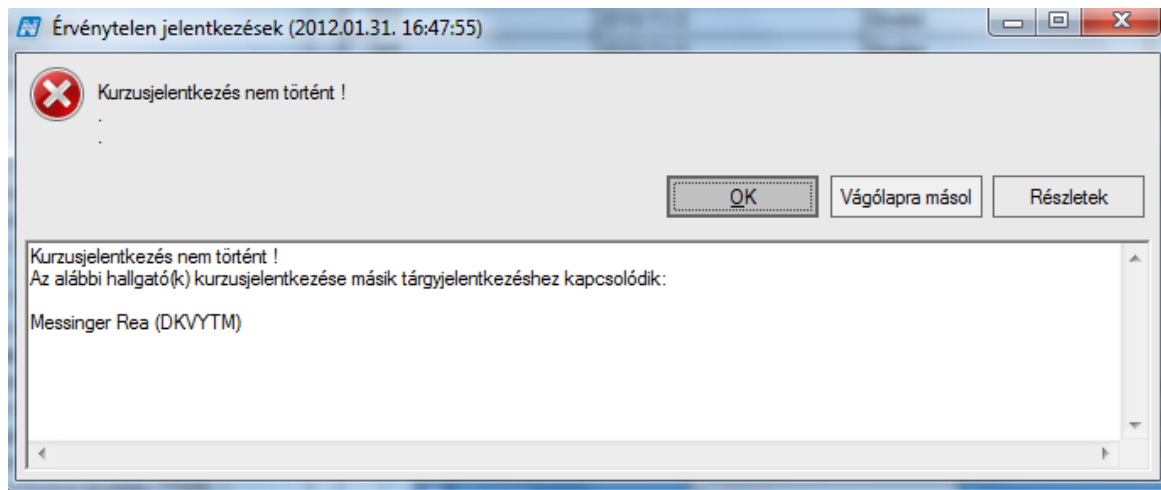 Érvénytelen jelentkezések (2012.01.31. 16:47:55)
Kurzusjelentkezés nem történt !
.
.
OK
Vágólapra másol
Részletek
Kurzusjelentkezés nem történt !
Az alábbi hallgató(k) kurzusjelentkezése másik tárgyjelentkezéshez kapcsolódik:
Messinger Rea (DKVYTM)